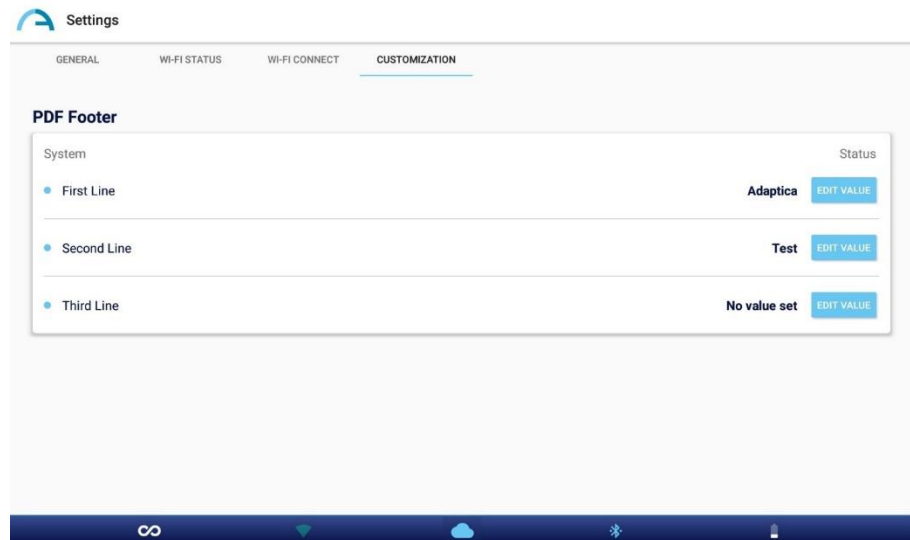 Settings
GENERAL WI-FI STATUS WI-FI CONNECT CUSTOMIZATION
PDF Footer
System Status
First Line Adaptica EDIT VALUE
Second Line Test EDIT VALUE
Third Line No value set EDIT VALUE